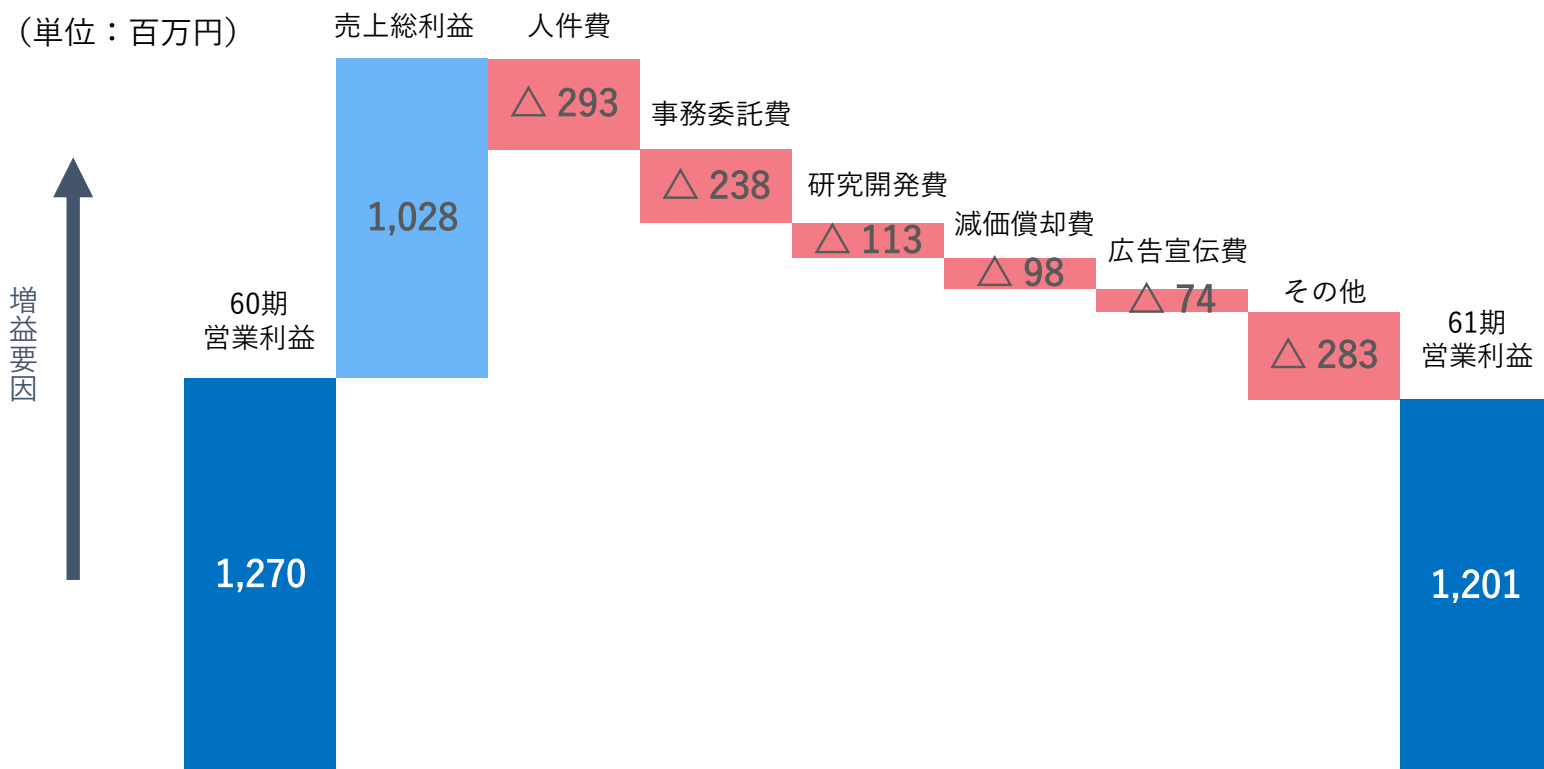 （単位：百万円）
売上総利益
人件費
△ 293
事務委託費
△ 238
研究開発費
△ 113
減価償却費
△ 98
広告宣伝費
△ 74
その他
△ 283
1,028
増益要因
60期
営業利益
1,270
61期
営業利益
1,201